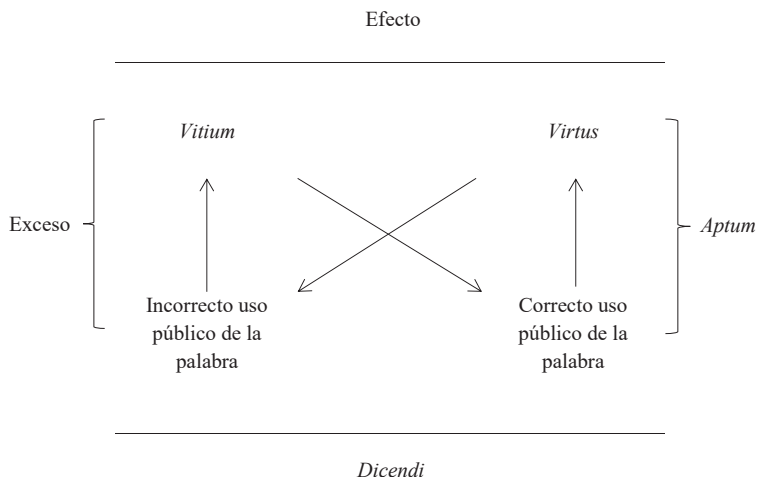 Efecto
Vitium
Virtus
Exceso
Aptum
Incorrecto uso
público de la
palabra
Correcto uso
público de la
palabra
Dicendi